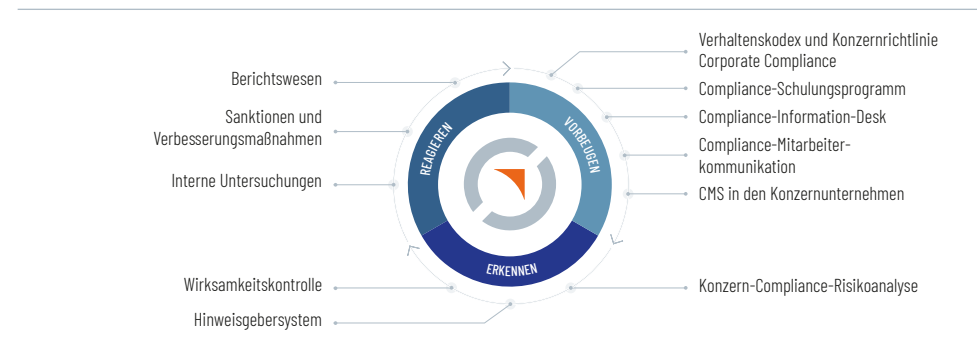 Verhaltenskodex und Konzernrichtlinie
Corporate Compliance
Compliance-Schulungsprogramm
Compliance-Information-Desk
Compliance-Mitarbeiter-
kommunikation
CMS in den Konzernunternehmen
Konzern-Compliance-Risikoanalyse
Berichtswesen
Sanktionen und
Verbesserungsmaßnahmen
Interne Untersuchungen
Wirksamkeitskontrolle
Hinweisgebersystem
REAGIEREN
VORBEUGEN
ERKENNEN